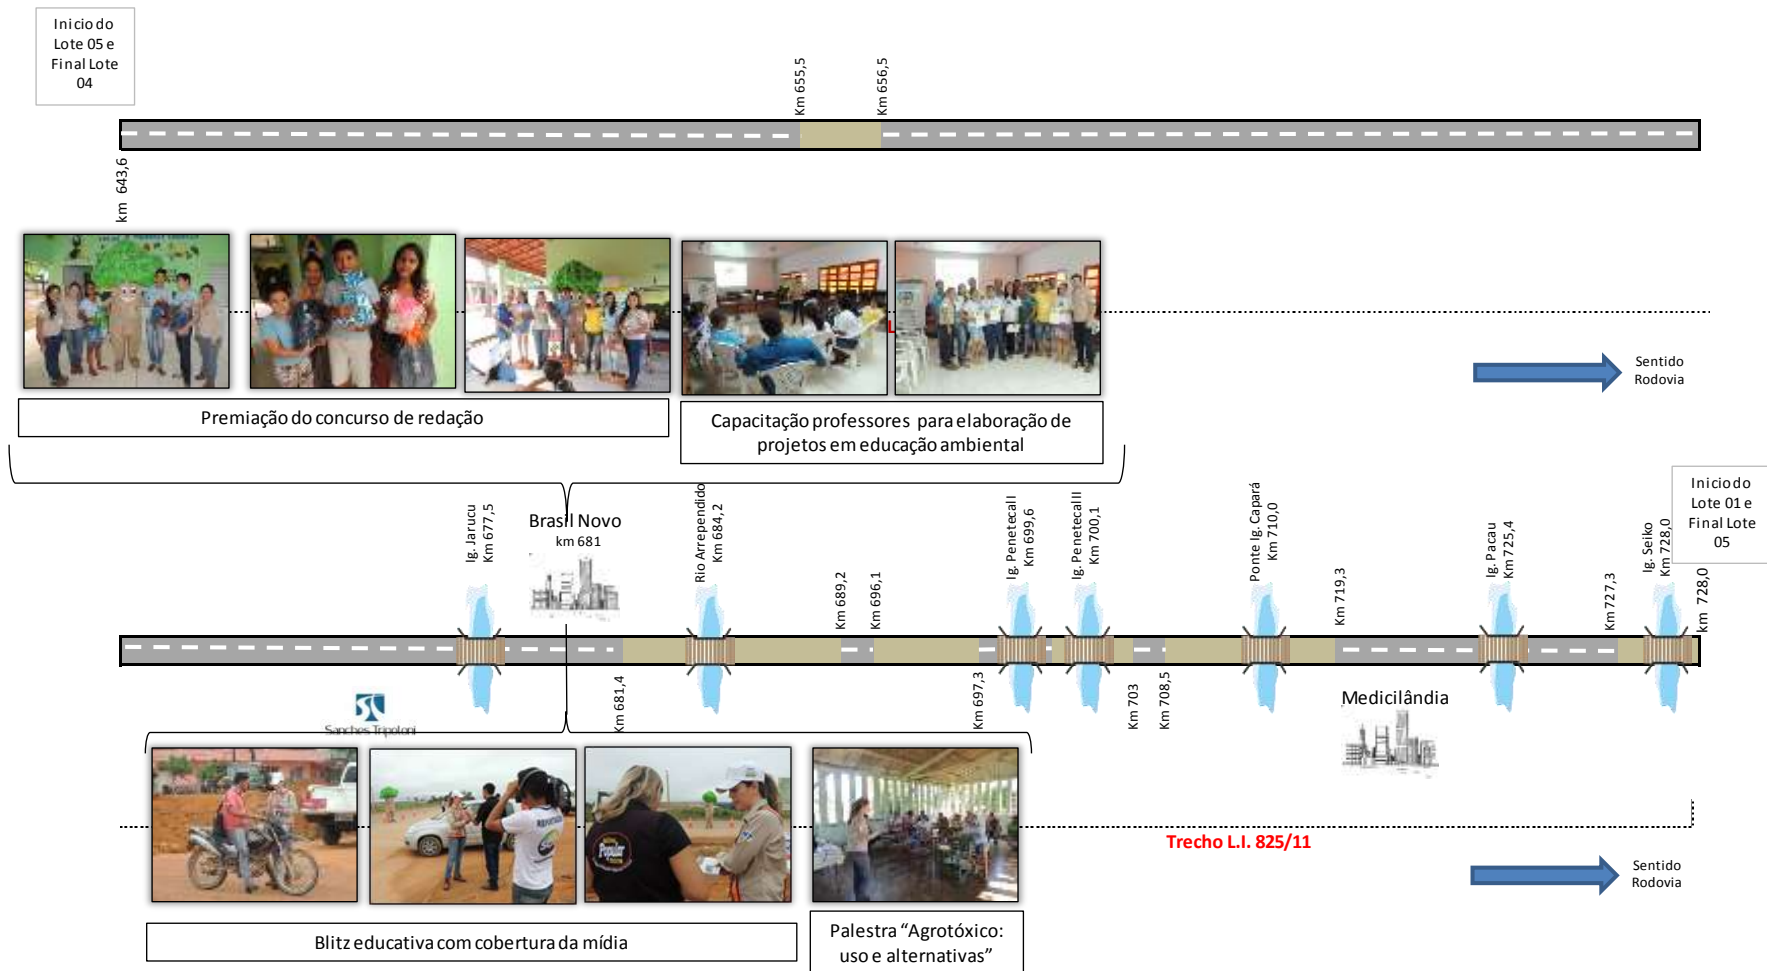 Inicio do
Lote 05 e
Final Lote
04
Km 655,5
Km 656,5
km 643,6
L
Sentido
Rodovia
Premiação do concurso de redação
Capacitação professores para elaboração de
projetos em educação ambiental
Inicio do
Lote 01 e
Final Lote
05
Ig. Jarucu
Km 677,5
Brasil Novo
km 681
Rio Arrependido
Km 684,2
Km 689,2
Km 696,1
Ig. Penetecal I
Km 699,6
Ig. Penetecal II
Km 700,1
Ponte Ig. Capará
Km 710,0
Km 719,3
Ig. Pacau
Km 725,4
Km 727,3
Ig. Seiko
Km 728,0
km 728,0
Km 681,4
Km 697,3
Km 703
Km 708,5
Medicilândia
Sanches Tripoloni
Popular
Trecho L.I. 825/11
Sentido
Rodovia
Blitz educativa com cobertura da mídia
Palestra “Agrotóxico:
uso e alternativas”